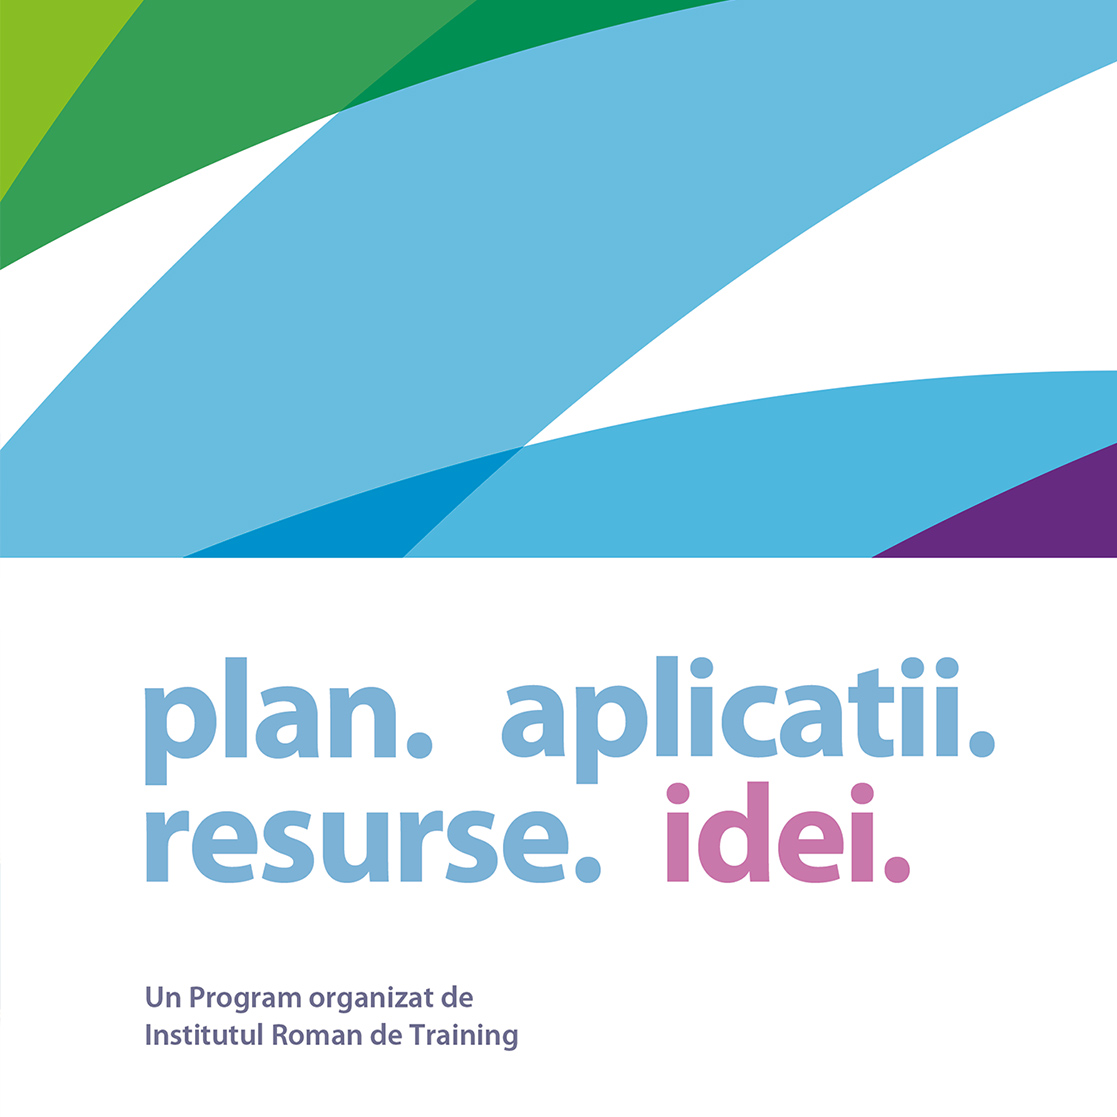 plan. aplicatii.
resurse. idei.
Un Program organizat de
Institutul Roman de Training